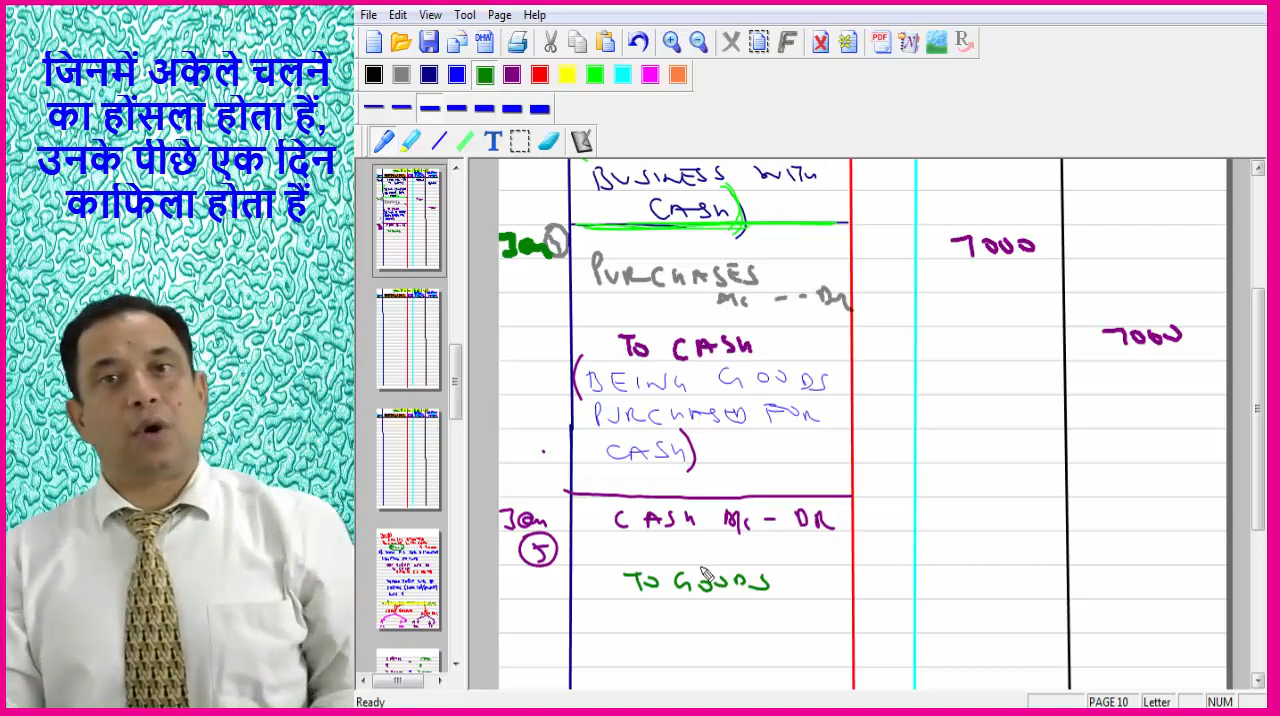 जिनमें अकेले चलने
का होंसला होता हैं,
उनके पीछे एक दिन
काफिला होता हैं
File Edit View Tool Page Help
DHW
PDF
T
BUSINESS WITH
CASH)
Jan
7000
PURCHASES
A/c -- DR
TO CASH
7000
(BEING GOODS
PURCHASED FOR
CASH)
Jan CASH A/c - DR
5
TO GOODS
Ready
PAGE 10 Letter NUM